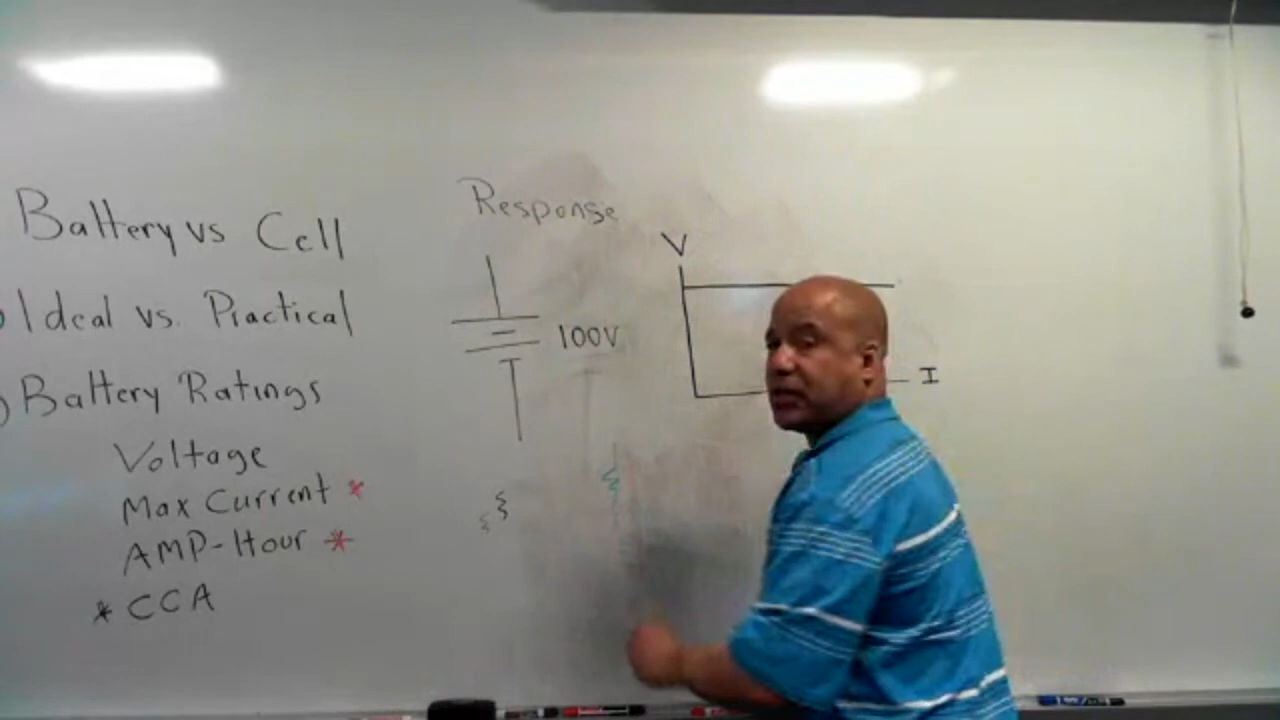 Battery vs Cell
Ideal vs. Practical
Battery Ratings
Voltage
Max Current *
AMP-Hour *
* CCA
Response
100V
V
I